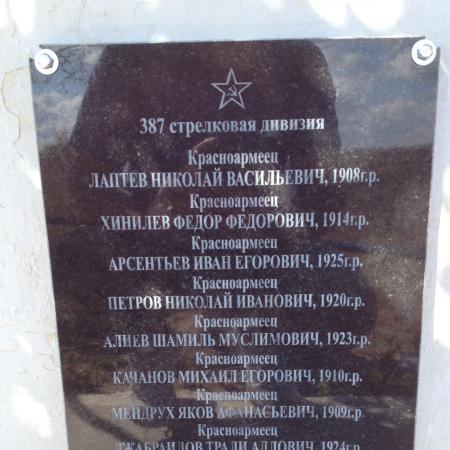 387 стрелковая дивизия
Красноармеец
ЛАПТЕВ НИКОЛАЙ ВАСИЛЬЕВИЧ, 1908г.р.
Красноармеец
ХИНИЛЕВ ФЕДОР ФЕДОРОВИЧ, 1914г.р.
Красноармеец
АРСЕНТЬЕВ ИВАН ЕГОРОВИЧ, 1925г.р.
Красноармеец
ПЕТРОВ НИКОЛАЙ ИВАНОВИЧ, 1920г.р.
Красноармеец
АЛИЕВ ШАМИЛЬ МУСЛИМОВИЧ, 1923г.р.
Красноармеец
КАЧАНОВ МИХАИЛ ЕГОРОВИЧ, 1910г.р.
Красноармеец
МЕНДРУХ ЯКОВ АФАНАСЬЕВИЧ, 1909г.р.
Красноармеец
ДЖАБРАИЛОВ 1924г.р.